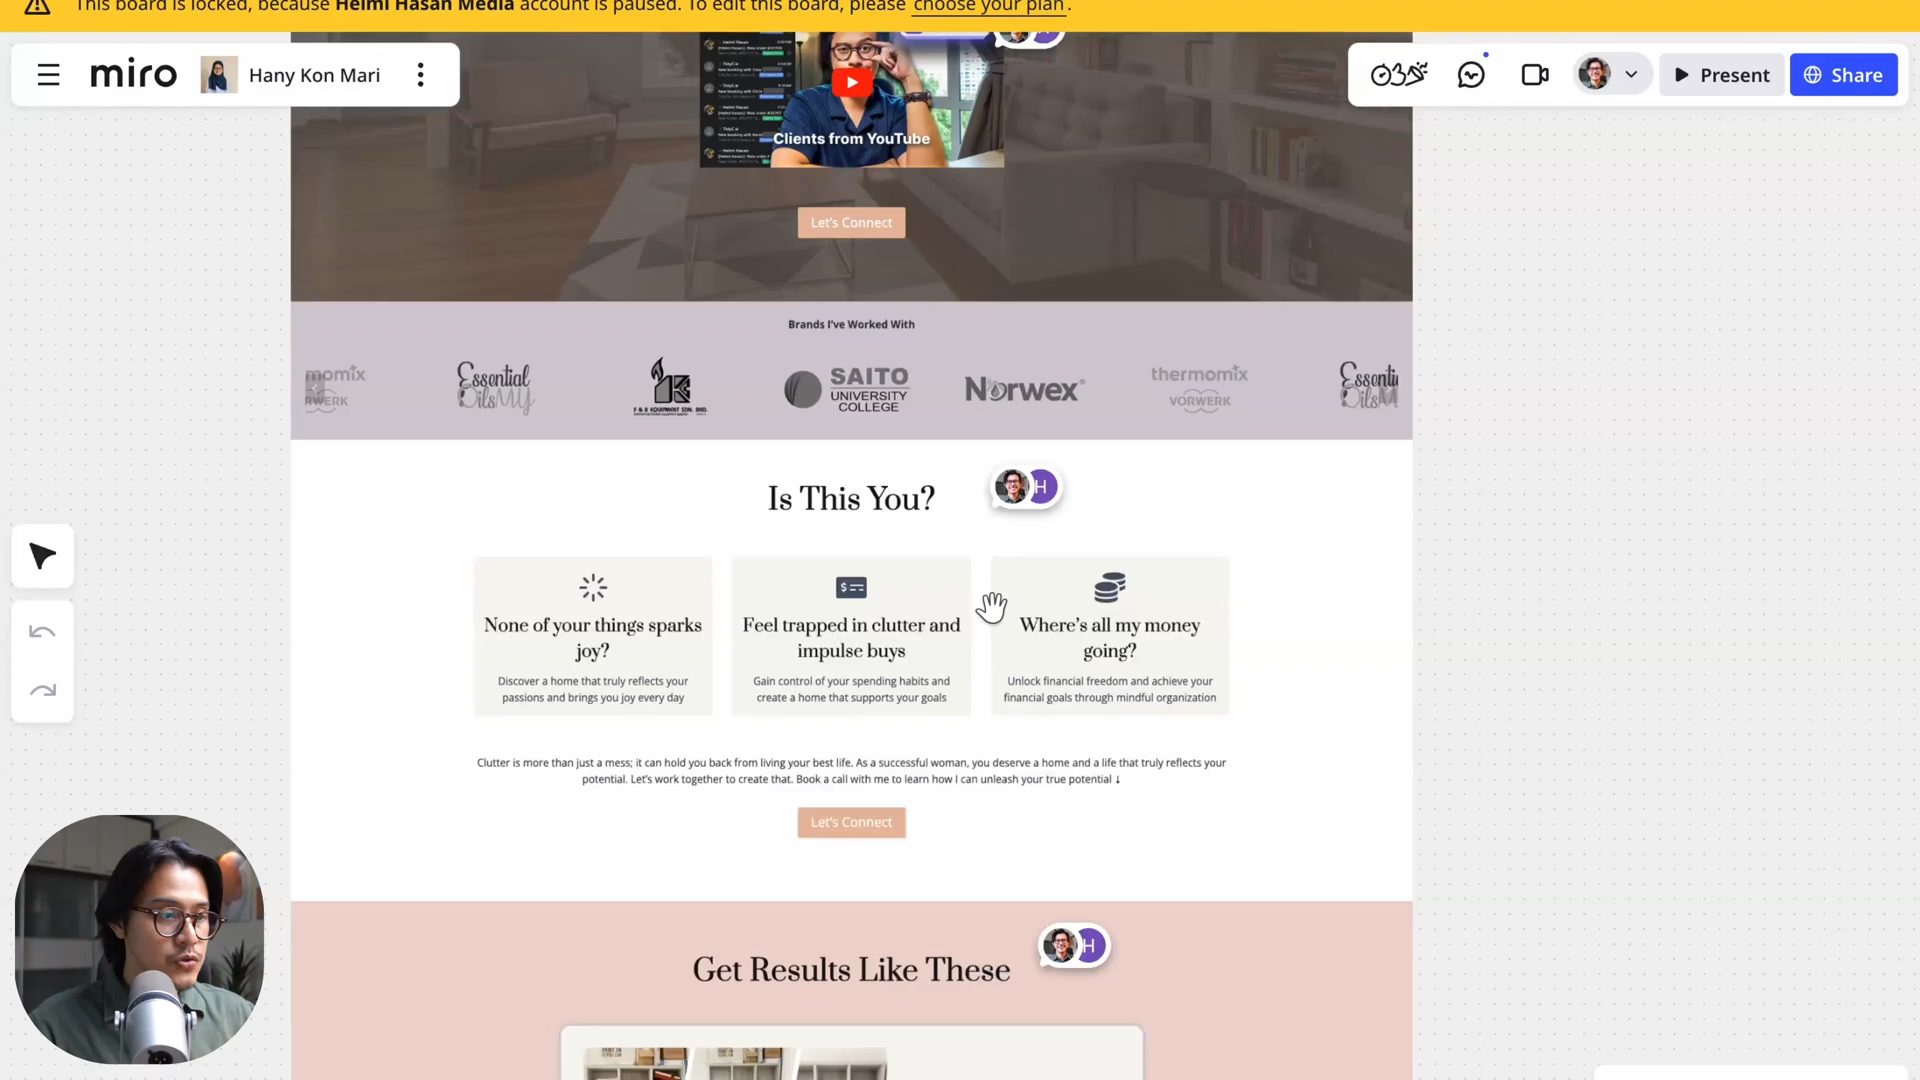 This board is locked, because Helmi Hasan Media account is paused. To edit this board, please choose your plan.
miro
Hany Kon Mari
Present
Share
Clients from YouTube
Let's Connect
Brands I've Worked With
momix
RWERK
Essential
Oils MY
F & B EQUIPMENT SDN. BHD.
SAITO
UNIVERSITY
COLLEGE
Norwex®
thermomix
VORWERK
Is This You?
H
None of your things sparks
joy?
Discover a home that truly reflects your
passions and brings you joy every day
Feel trapped in clutter and
impulse buys
Gain control of your spending habits and
create a home that supports your goals
Where's all my money
going?
Unlock financial freedom and achieve your
financial goals through mindful organization
Clutter is more than just a mess; it can hold you back from living your best life. As a successful woman, you deserve a home and a life that truly reflects your
potential. Let's work together to create that. Book a call with me to learn how I can unleash your true potential ↓
Let's Connect
Get Results Like These
H